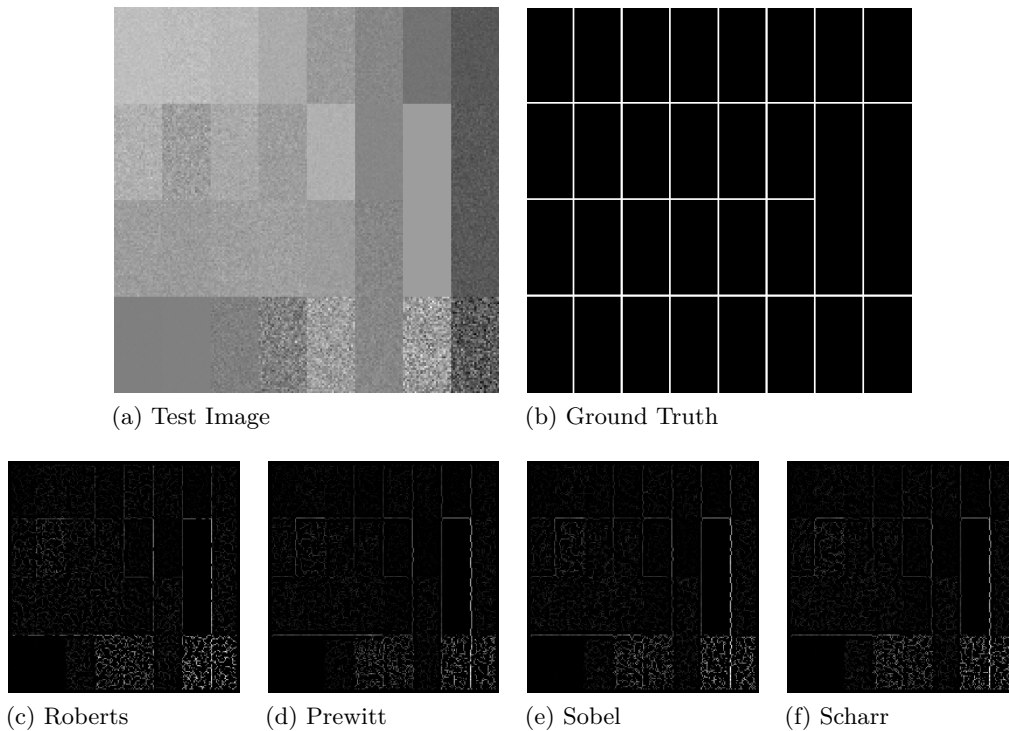 (a) Test Image
(b) Ground Truth
(c) Roberts
(d) Prewitt
(e) Sobel
(f) Scharr